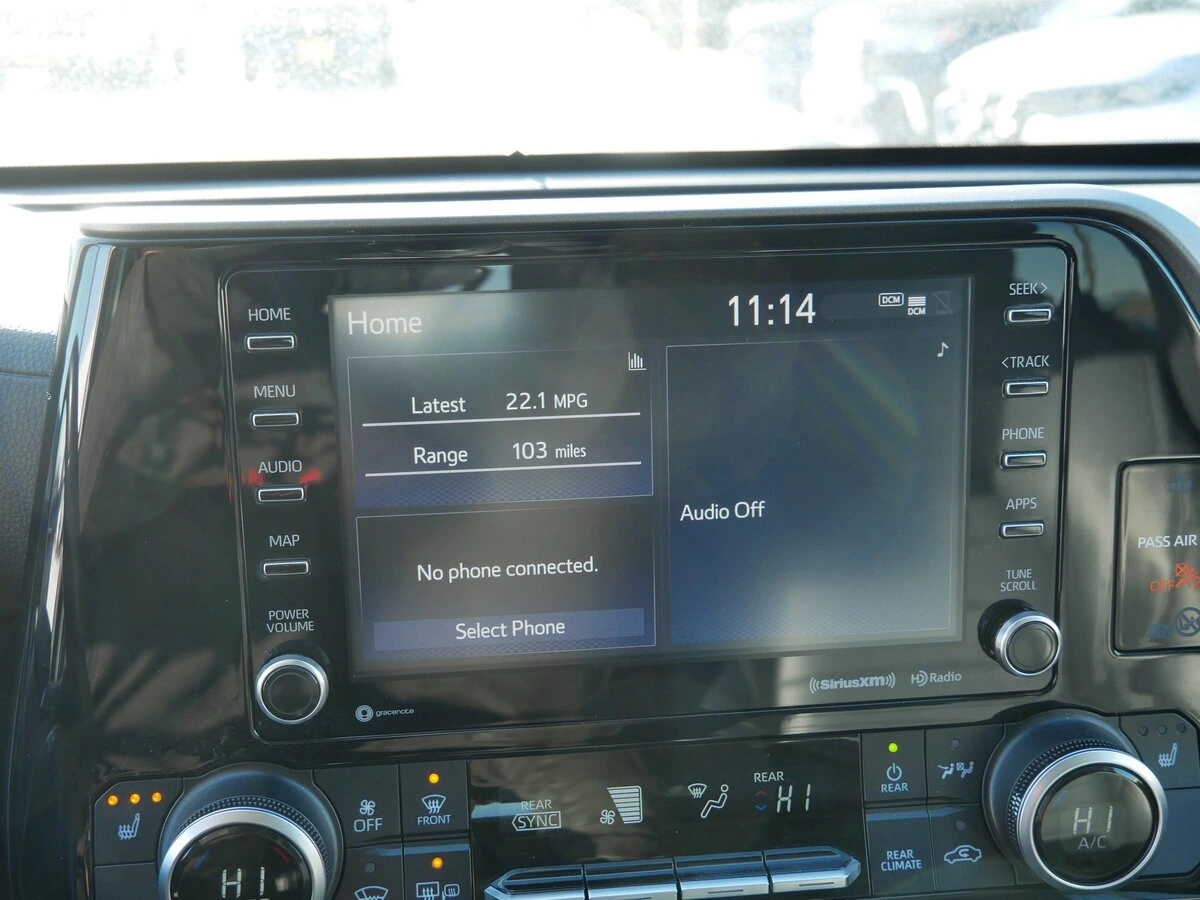 HOME
MENU
AUDIO
MAP
POWER
VOLUME
Home
11:14
DCM
DCM
Latest 22.1 MPG
Range 103 miles
No phone connected.
Select Phone
Audio Off
SEEK>
<TRACK
PHONE
APPS
TUNE
SCROLL
gracenote
((SiriusXM))
HD Radio
PASS AIR
OFF
HI
OFF
FRONT
REAR
SYNC
REAR
HI
REAR
REAR
CLIMATE
HI
A/C